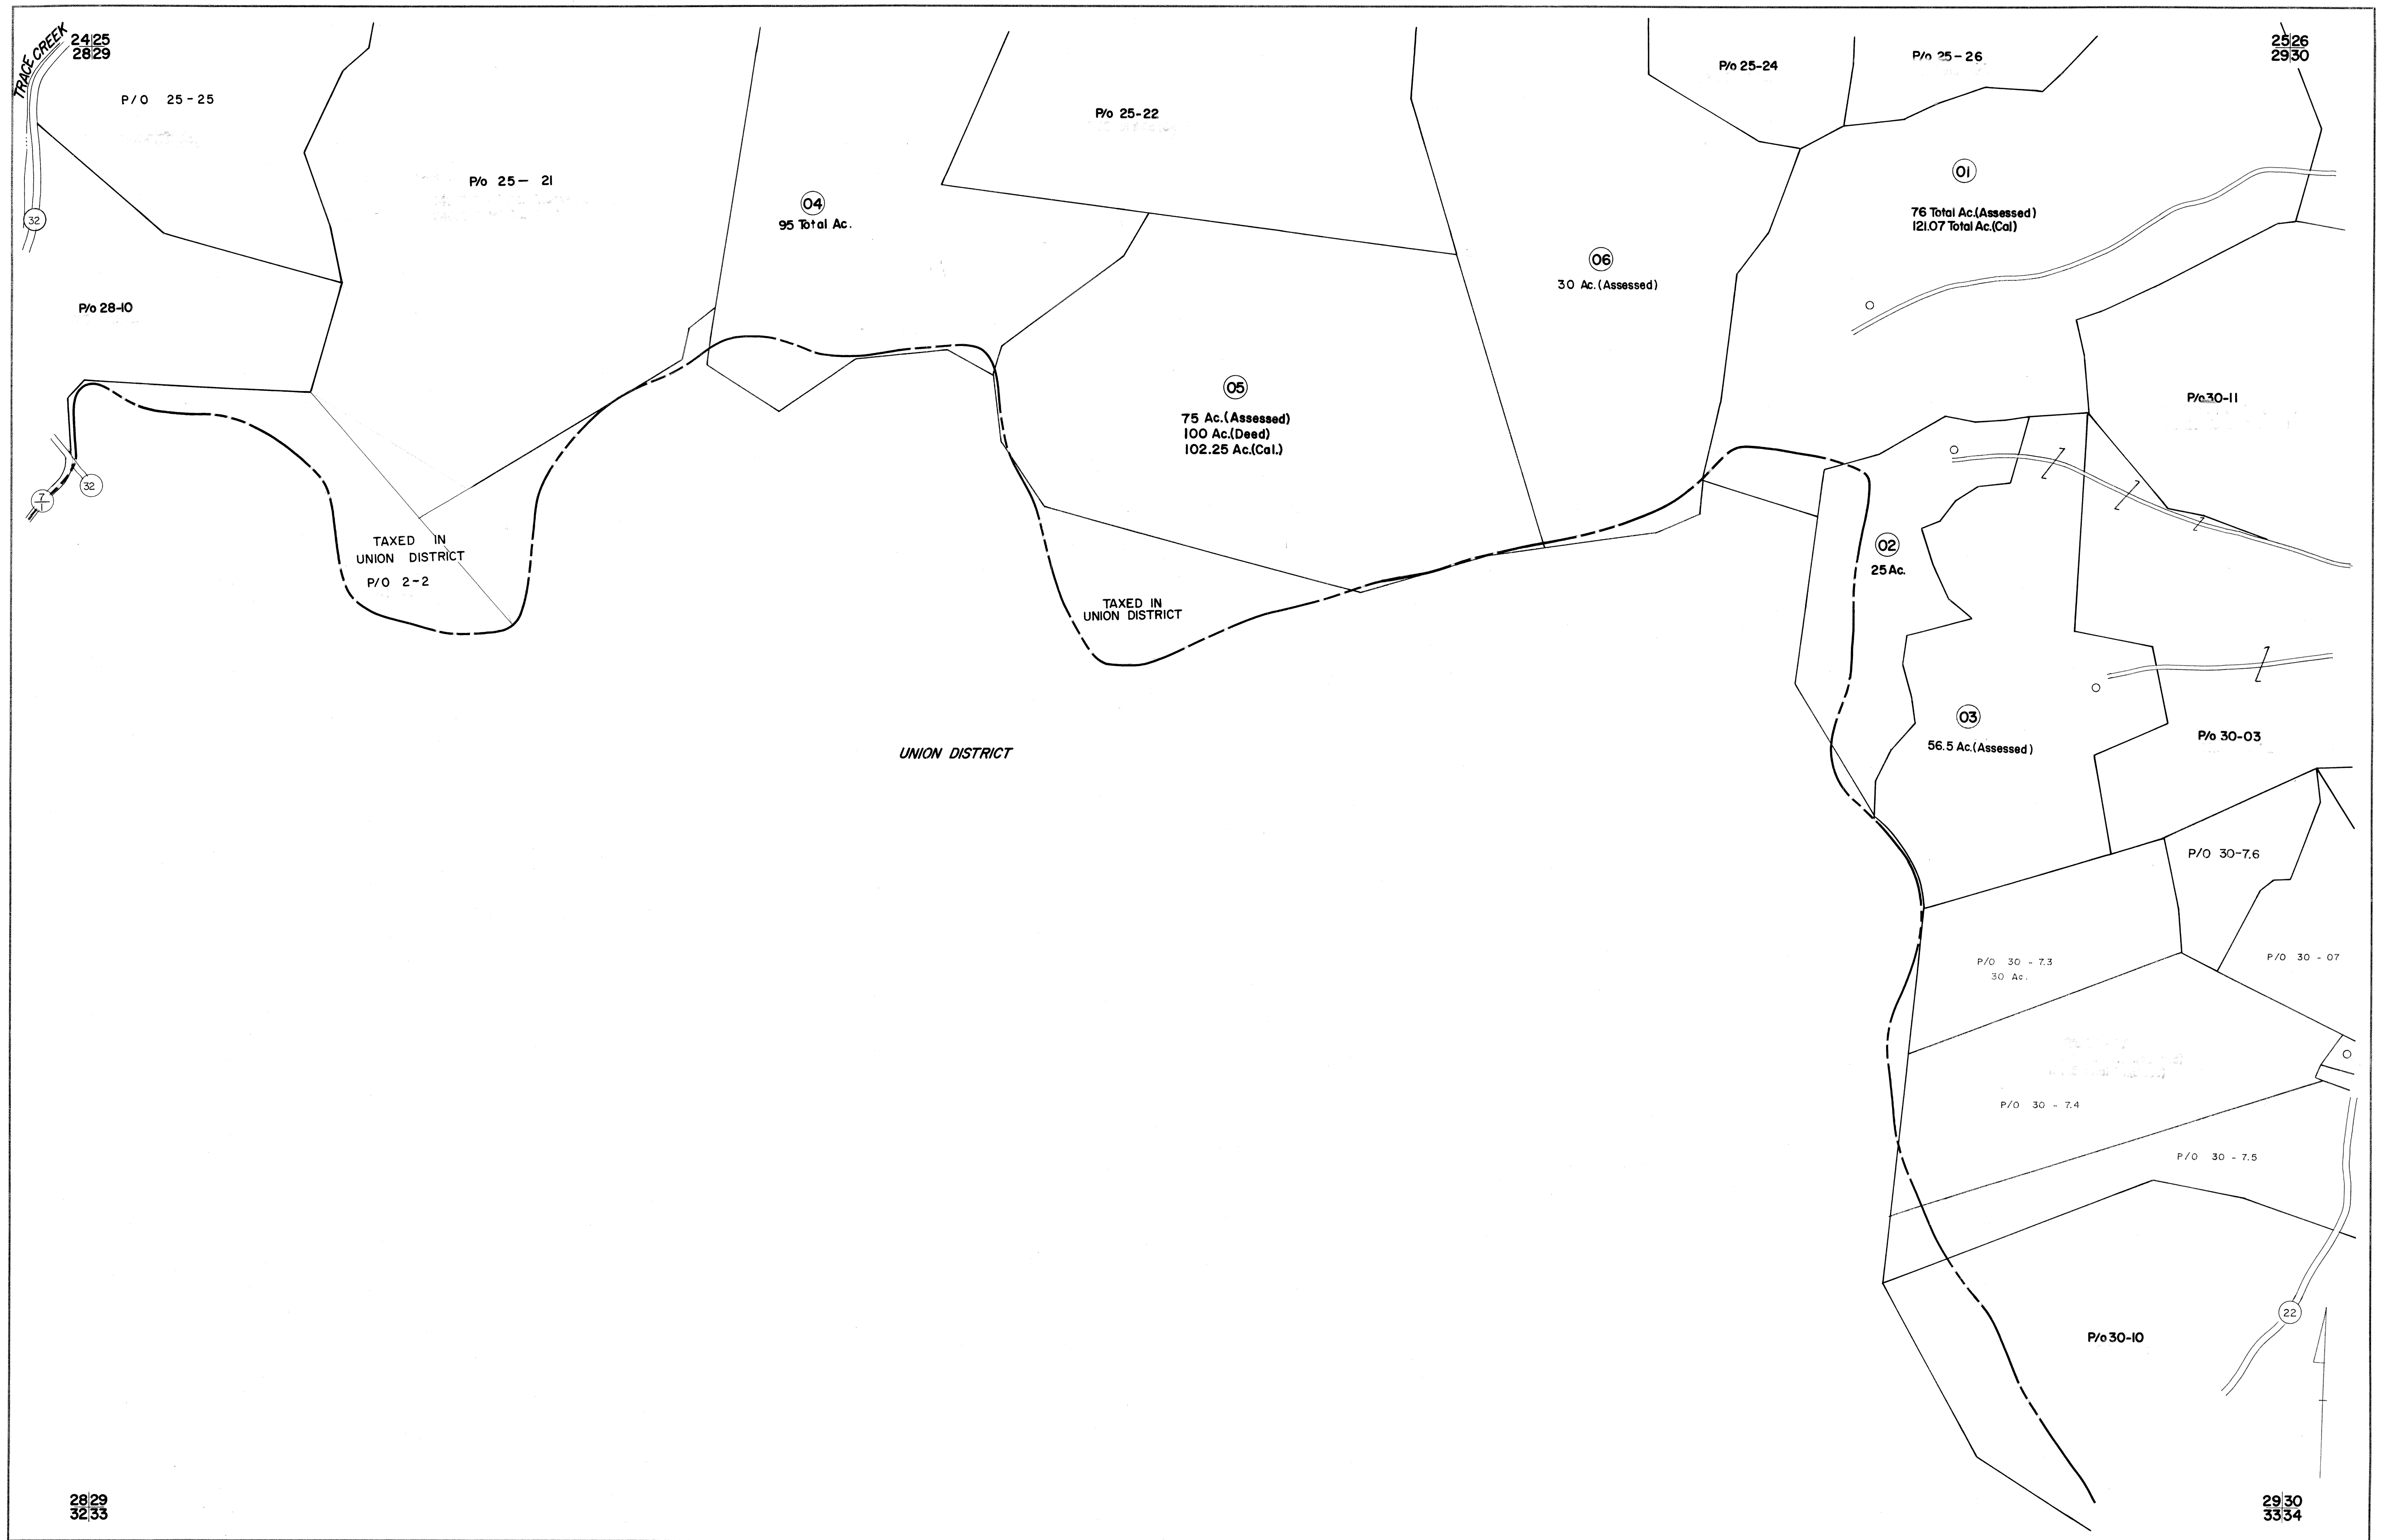 TRACE CREEK
24|25
28|29
25|26
29|30
P/O 25-25
P/o 25— 21
P/o 25-22
P/o 25-24
P/o 25-26
32
04
95 Total Ac.
01
76 Total Ac.(Assessed)
121.07 Total Ac.(Cal)
06
30 Ac.(Assessed)
P/o 28-10
05
75 Ac.(Assessed)
100 Ac.(Deed)
102.25 Ac.(Cal.)
P/o 30-11
32
7
1
TAXED IN
UNION DISTRICT
P/O 2-2
02
25 Ac.
TAXED IN
UNION DISTRICT
03
56.5 Ac.(Assessed)
P/o 30-03
UNION DISTRICT
P/O 30-7.6
P/O 30 - 7.3
30 Ac.
P/O 30 - 07
P/O 30 - 7.4
P/O 30 - 7.5
22
P/o 30-10
28|29
32|33
29|30
33|34